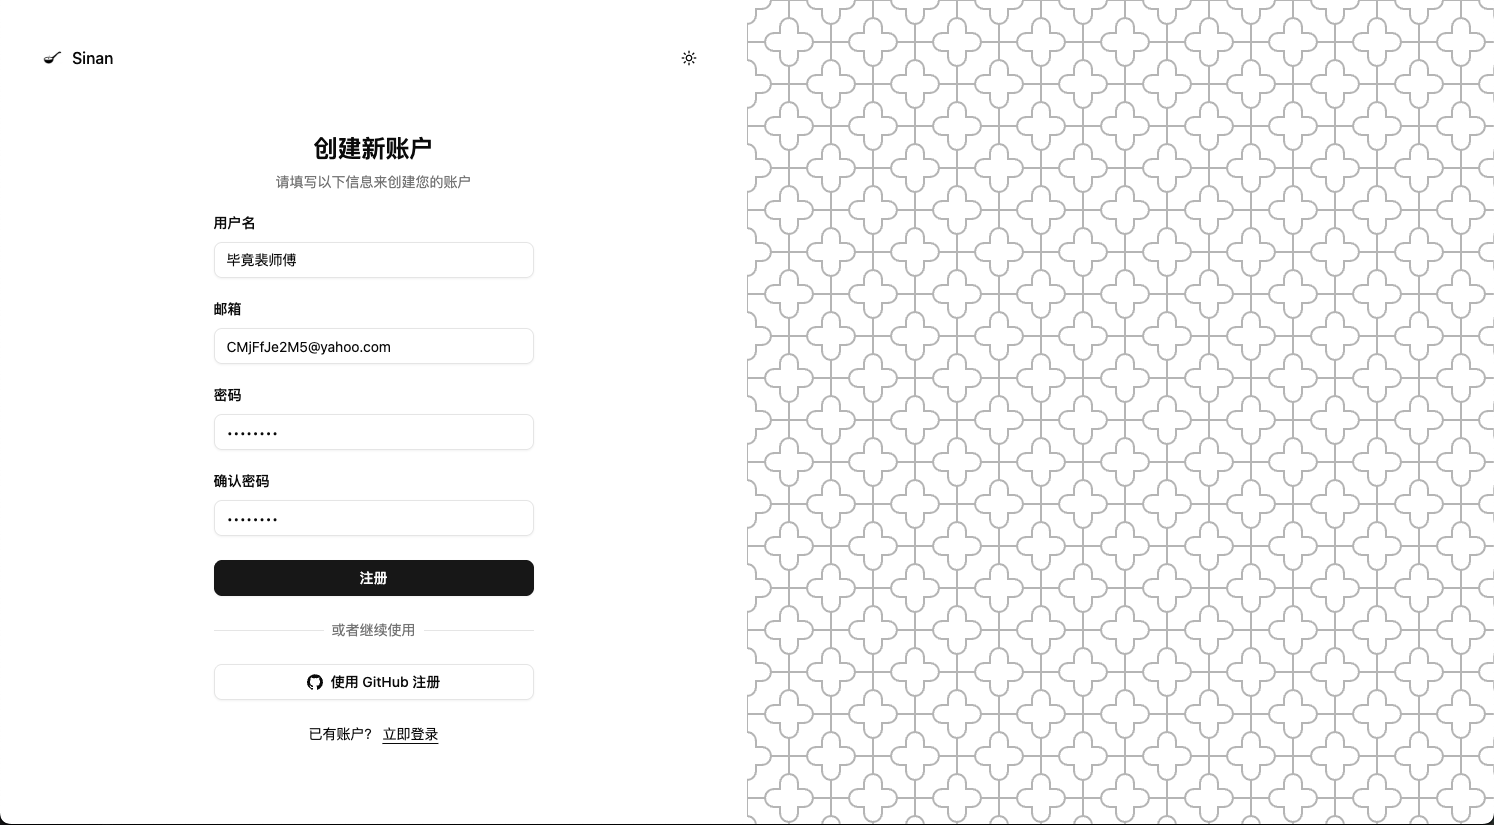 Sinan
创建新账户
请填写以下信息来创建您的账户
用户名
毕竟裴师傅
邮箱
CMjFfJe2M5@yahoo.com
密码
••••••••
确认密码
••••••••
注册
或者继续使用
使用 GitHub 注册
已有账户? 立即登录